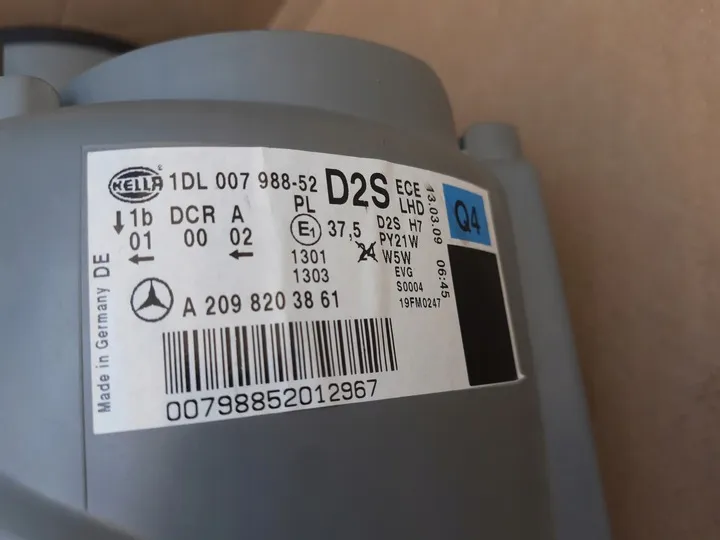 HELLA 1DL 007 988-52 D2S ECE
LHD
PL
↓1b DCR A
01 00 02
← ←
E1 37,5
1301
1303
24
D2S H7
PY21W
W5W
EVG
S0004
19FM0247
13.03.09 06:45
Q4
A 209 820 38 61
Made in Germany DE
00798852012967